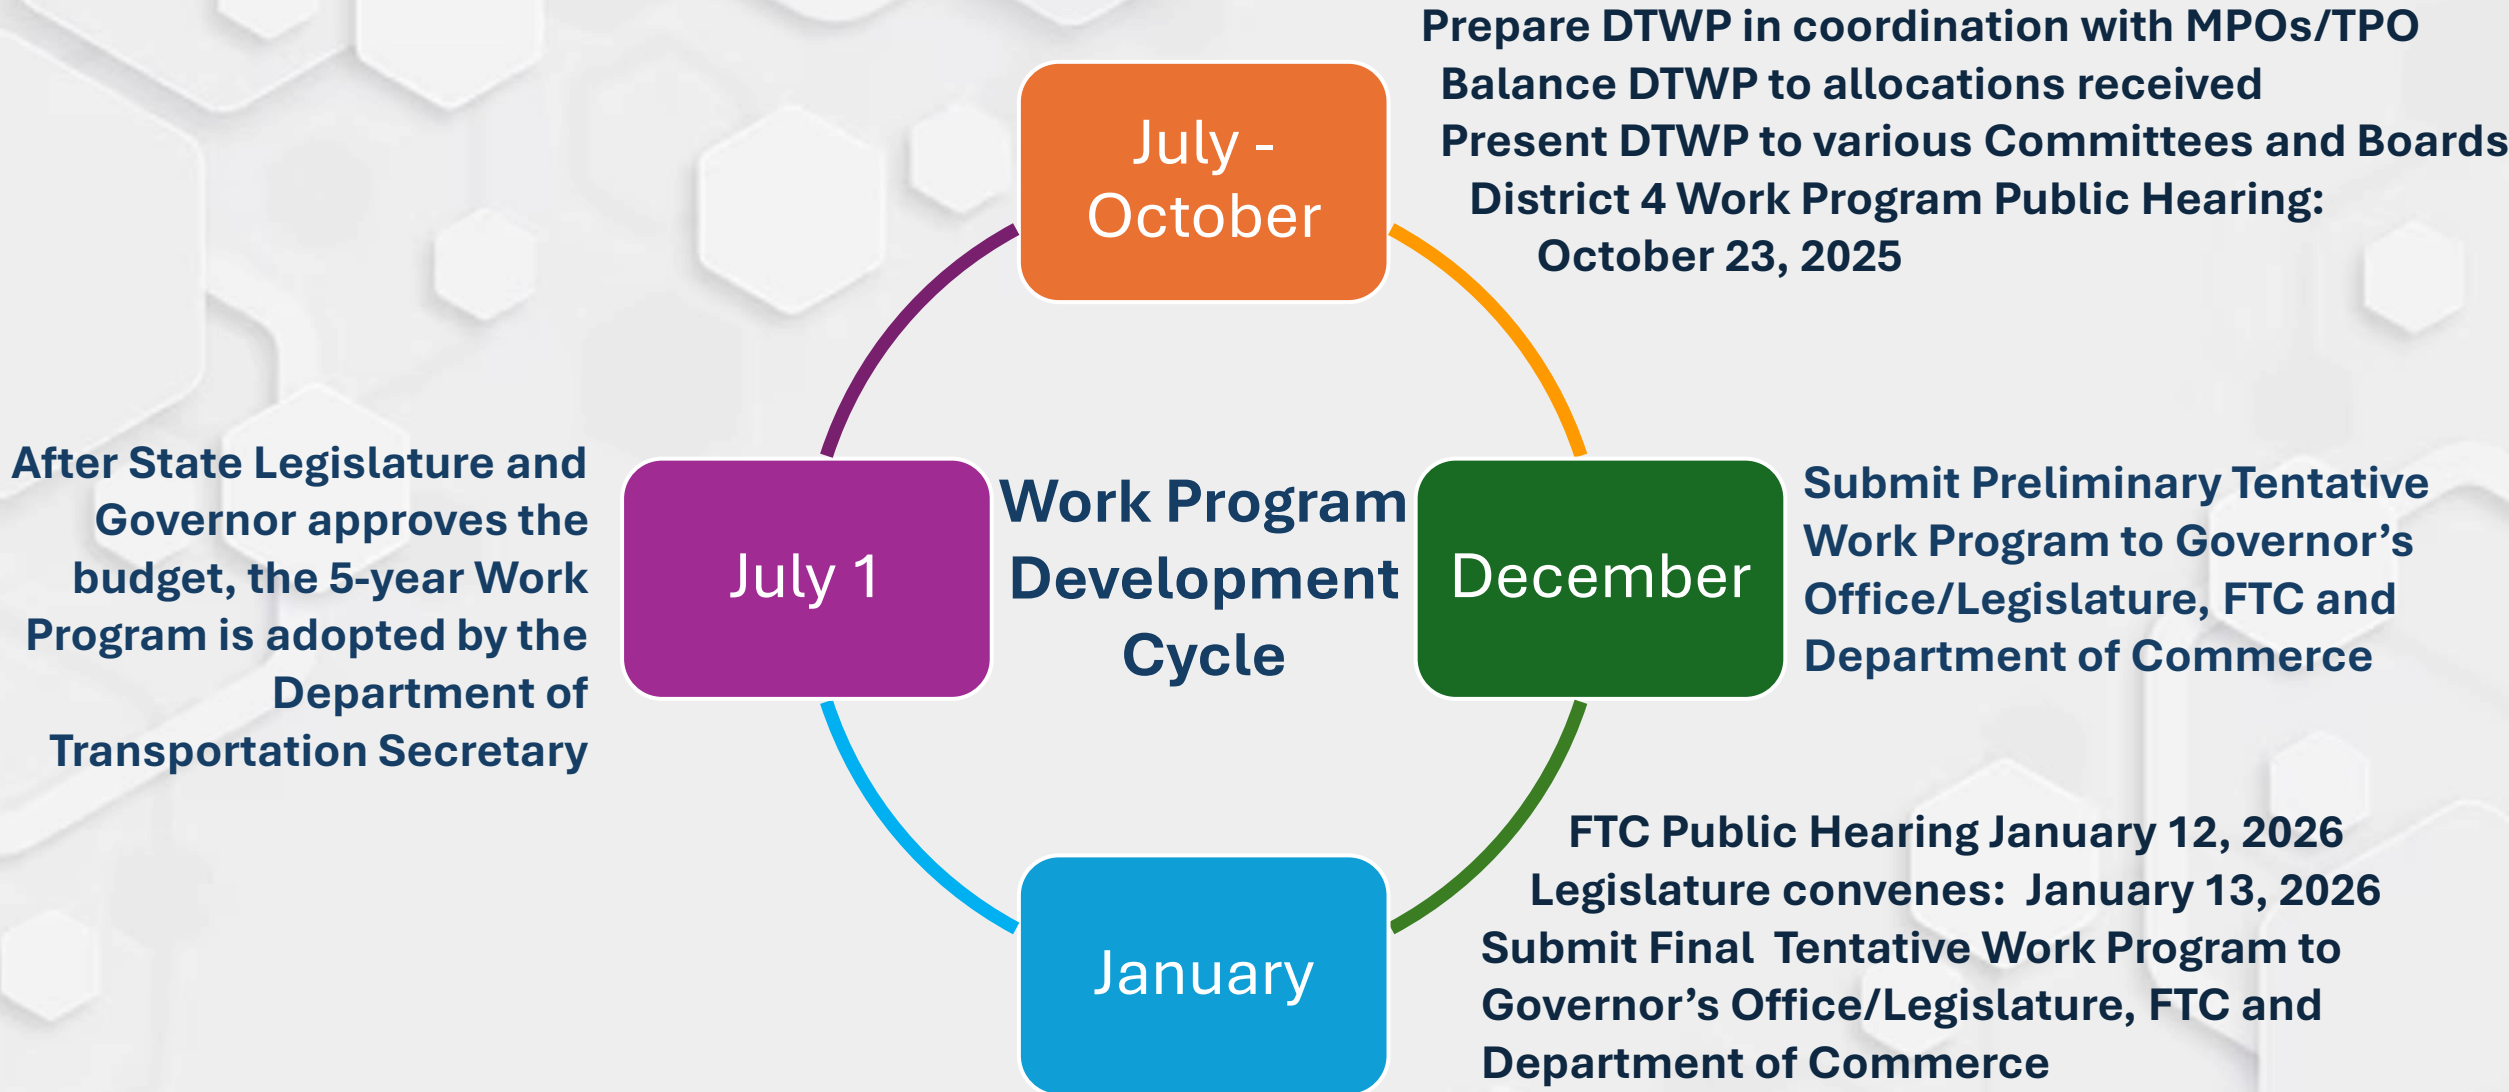 Prepare DTWP in coordination with MPOs/TPO
Balance DTWP to allocations received
Present DTWP to various Committees and Boards
District 4 Work Program Public Hearing:
October 23, 2025
July -
October
After State Legislature and
Governor approves the
budget, the 5-year Work
Program is adopted by the
Department of
Transportation Secretary
July 1
Work Program
Development
Cycle
December
Submit Preliminary Tentative
Work Program to Governor’s
Office/Legislature, FTC and
Department of Commerce
January
FTC Public Hearing January 12, 2026
Legislature convenes:  January 13, 2026
Submit Final  Tentative Work Program to
Governor’s Office/Legislature, FTC and
Department of Commerce